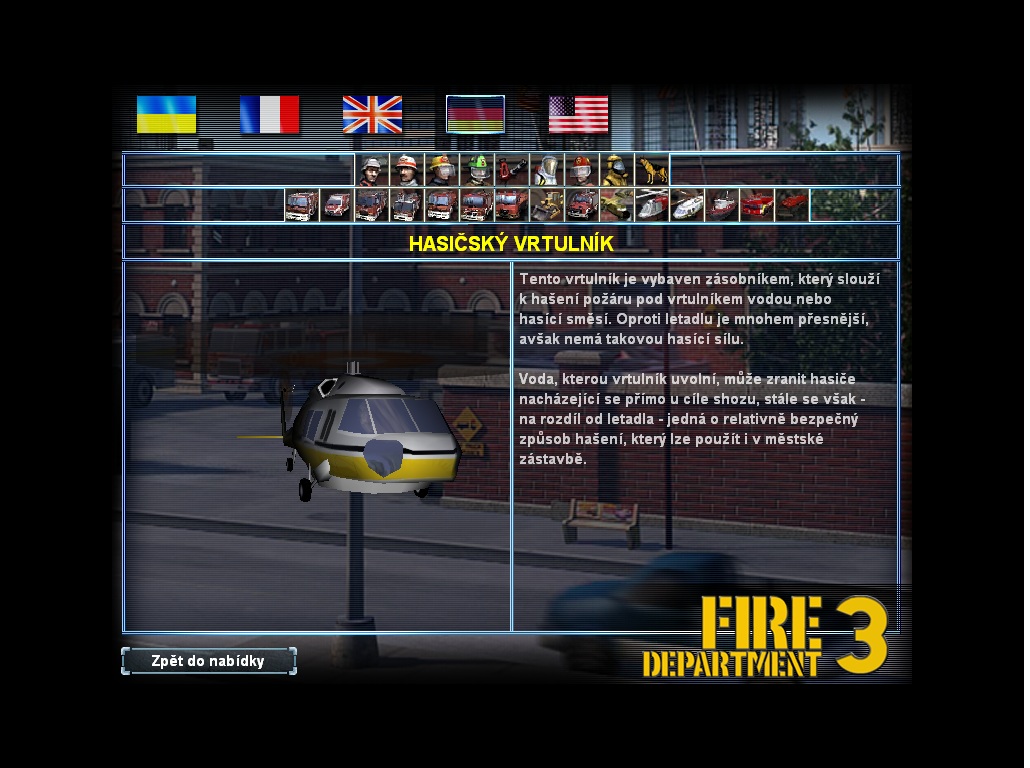 HASIČSKÝ VRTULNÍK
Tento vrtulník je vybaven zásobníkem, který slouží
k hašení požáru pod vrtulníkem vodou nebo
hasící směsí. Oproti letadlu je mnohem přesnější,
avšak nemá takovou hasící sílu.
Voda, kterou vrtulník uvolní, může zranit hasiče
nacházející se přímo u cíle shozu, stále se však -
na rozdíl od letadla - jedná o relativně bezpečný
způsob hašení, který lze použít i v městské
zástavbě.
FIRE
DEPARTMENT 3
Zpět do nabídky